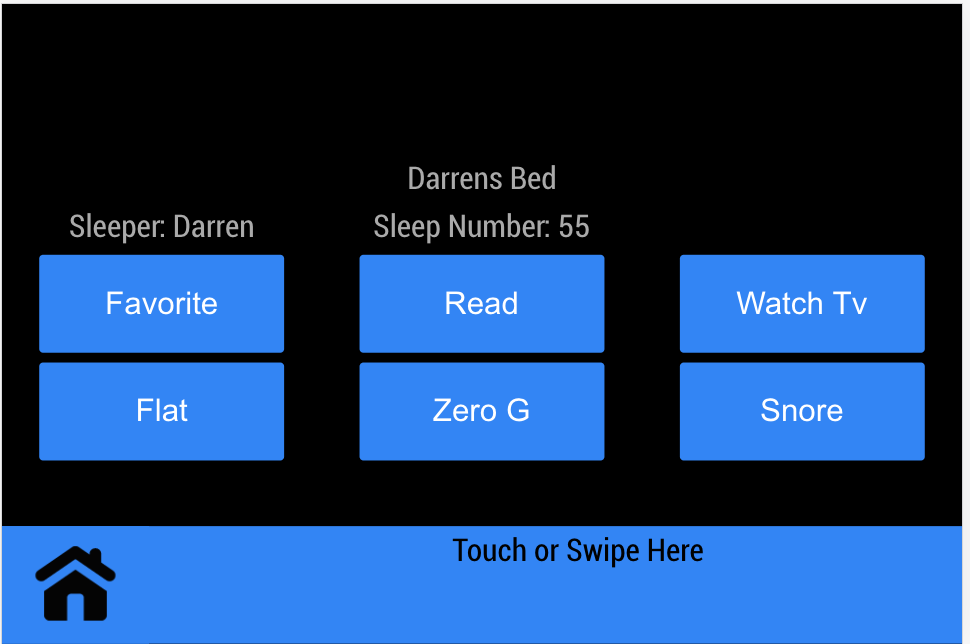 Darrens Bed
Sleeper: Darren
Sleep Number: 55
Favorite
Read
Watch Tv
Flat
Zero G
Snore
Touch or Swipe Here